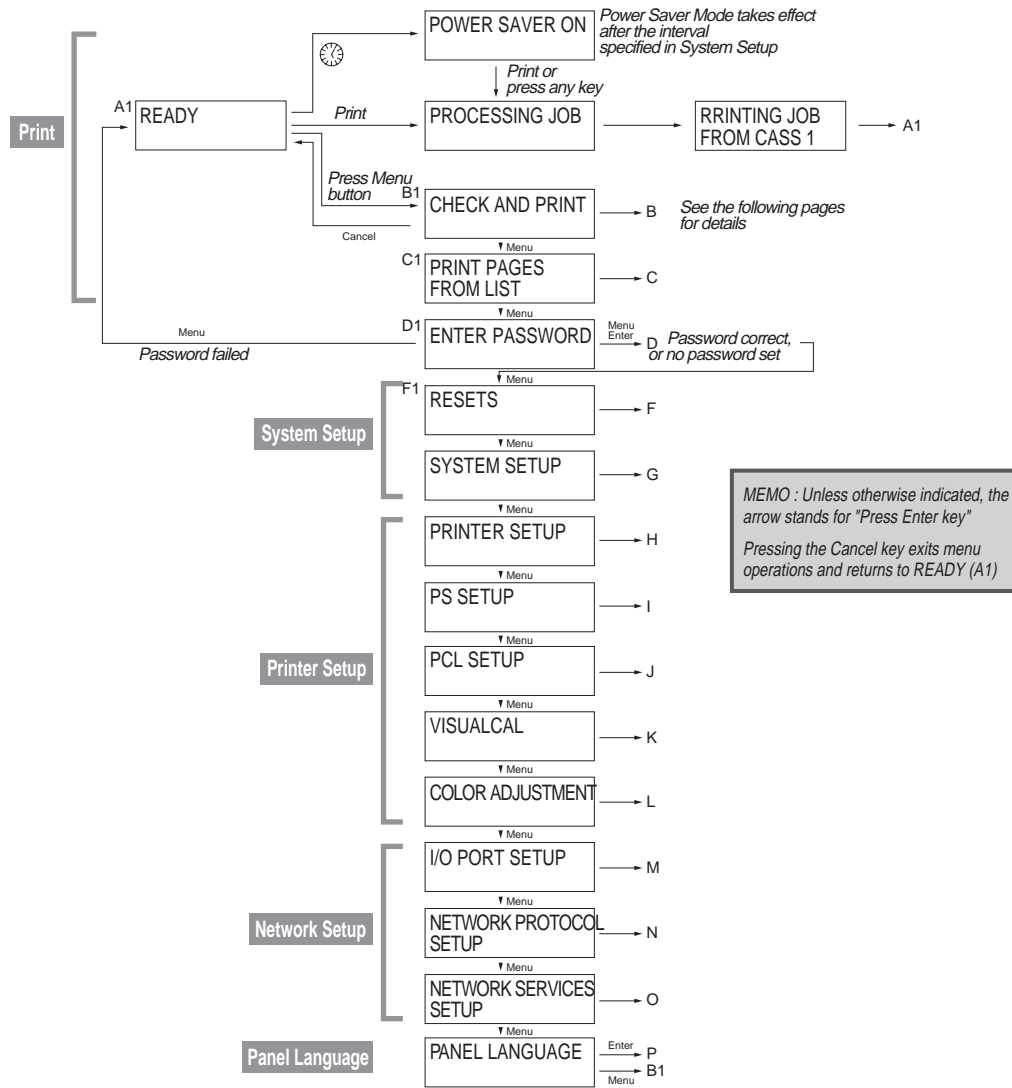 POWER SAVER ON
Power Saver Mode takes effect
after the interval
specified in System Setup
Print or
press any key
Print
A1
READY
Print
PROCESSING JOB
RRINTING JOB
FROM CASS 1
A1
Press Menu
button
B1
CHECK AND PRINT
B
See the following pages
for details
Cancel
Menu
C1
PRINT PAGES
FROM LIST
C
Menu
D1
ENTER PASSWORD
Menu
Enter
D
Password correct,
or no password set
Menu
Password failed
Menu
F1
RESETS
F
System Setup
Menu
SYSTEM SETUP
G
Menu
MEMO : Unless otherwise indicated, the
arrow stands for "Press Enter key"
Pressing the Cancel key exits menu
operations and returns to READY (A1)
PRINTER SETUP
H
Menu
PS SETUP
I
Menu
Printer Setup
PCL SETUP
J
Menu
VISUALCAL
K
Menu
COLOR ADJUSTMENT
L
Menu
I/O PORT SETUP
M
Menu
Network Setup
NETWORK PROTOCOL
SETUP
N
Menu
NETWORK SERVICES
SETUP
O
Menu
Panel Language
PANEL LANGUAGE
Enter
P
B1
Menu